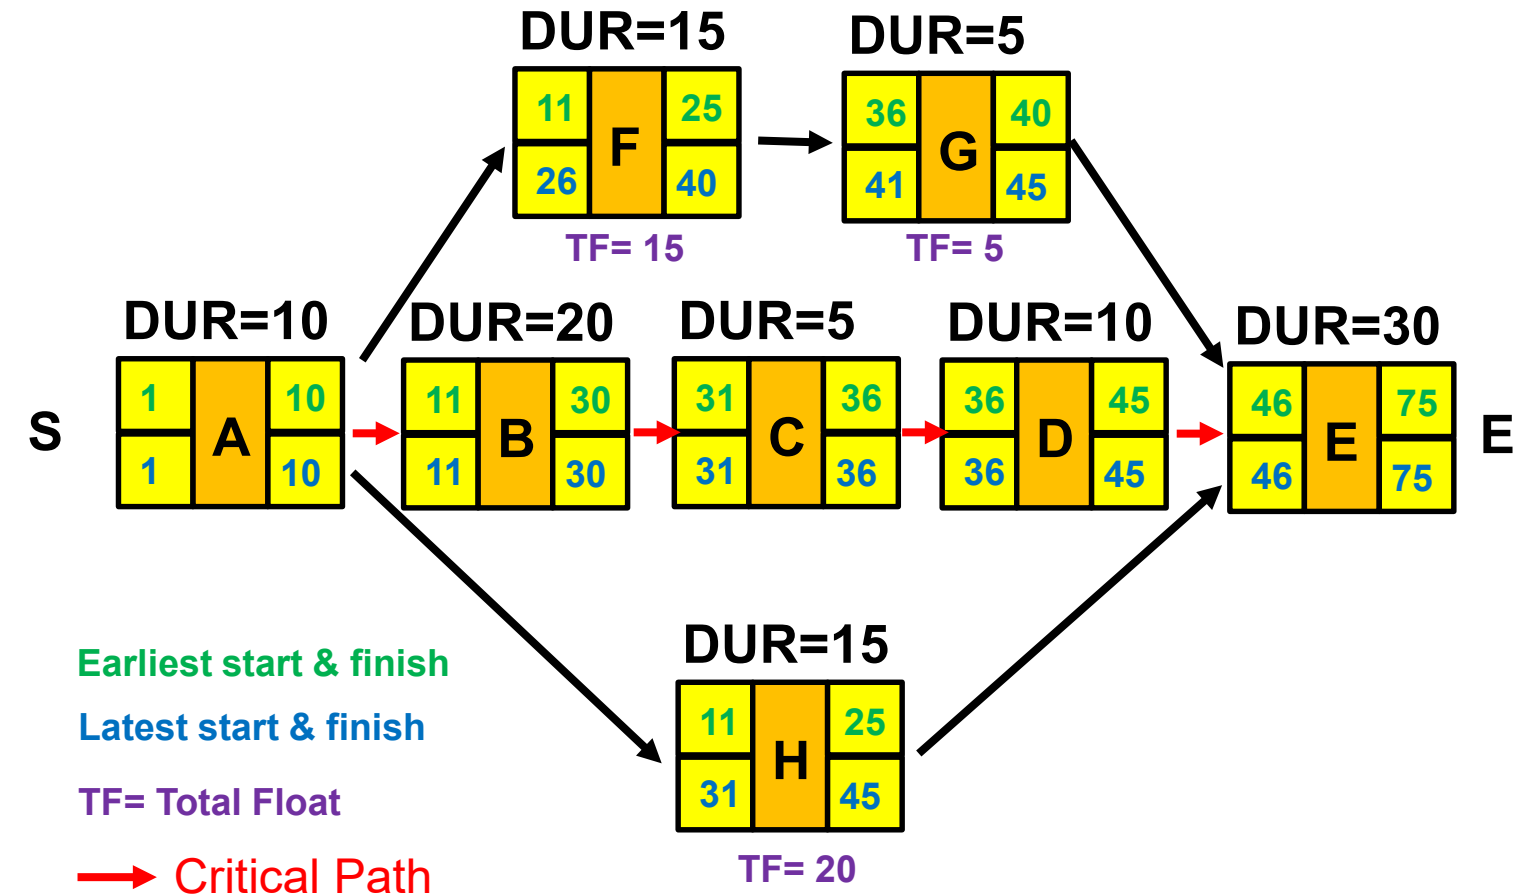 DUR=15
DUR=5
11
F
25
36
G
40
26
40
41
45
TF= 15
TF= 5
DUR=10
DUR=20
DUR=5
DUR=10
DUR=30
S
1
A
10
11
B
30
31
C
36
36
D
45
46
E
75
E
1
10
11
30
31
36
36
45
46
75
DUR=15
11
H
25
31
45
TF= 20
Earliest start & finish
Latest start & finish
TF= Total Float
Critical Path